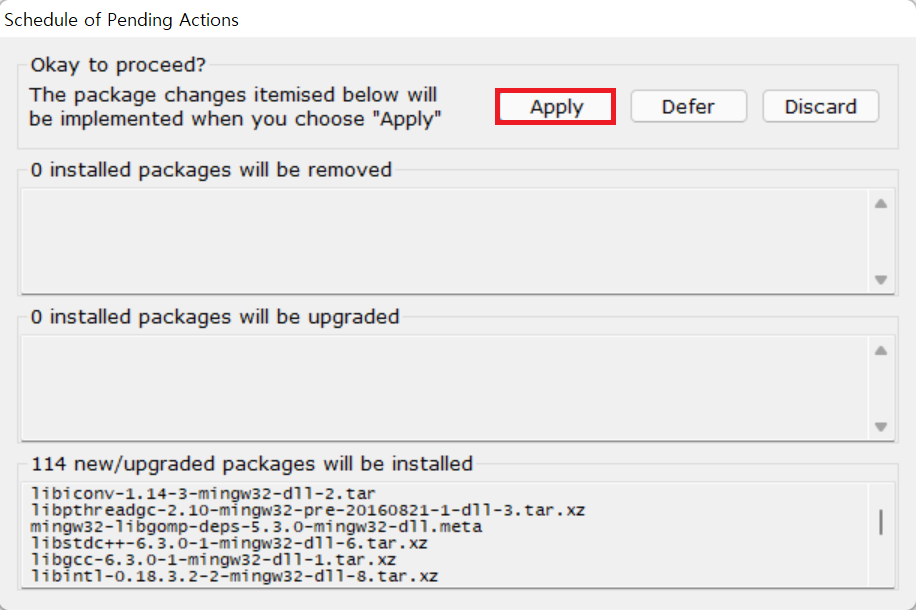 Schedule of Pending Actions
Okay to proceed?
The package changes itemised below will
be implemented when you choose "Apply"
Apply
Defer
Discard
0 installed packages will be removed
0 installed packages will be upgraded
114 new/upgraded packages will be installed
libiconv-1.14-3-mingw32-dll-2.tar
libpthreadgc-2.10-mingw32-pre-20160821-1-dll-3.tar.xz
mingw32-libgomp-deps-5.3.0-mingw32-dll.meta
libstdc++-6.3.0-1-mingw32-dll-6.tar.xz
libgcc-6.3.0-1-mingw32-dll-1.tar.xz
libintl-0.18.3.2-2-mingw32-dll-8.tar.xz